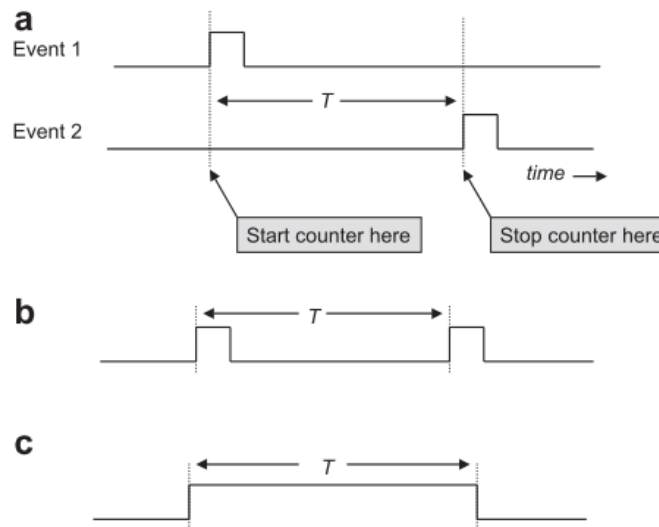 a
Event 1
T
Event 2
time
Start counter here
Stop counter here
b
T
c
T